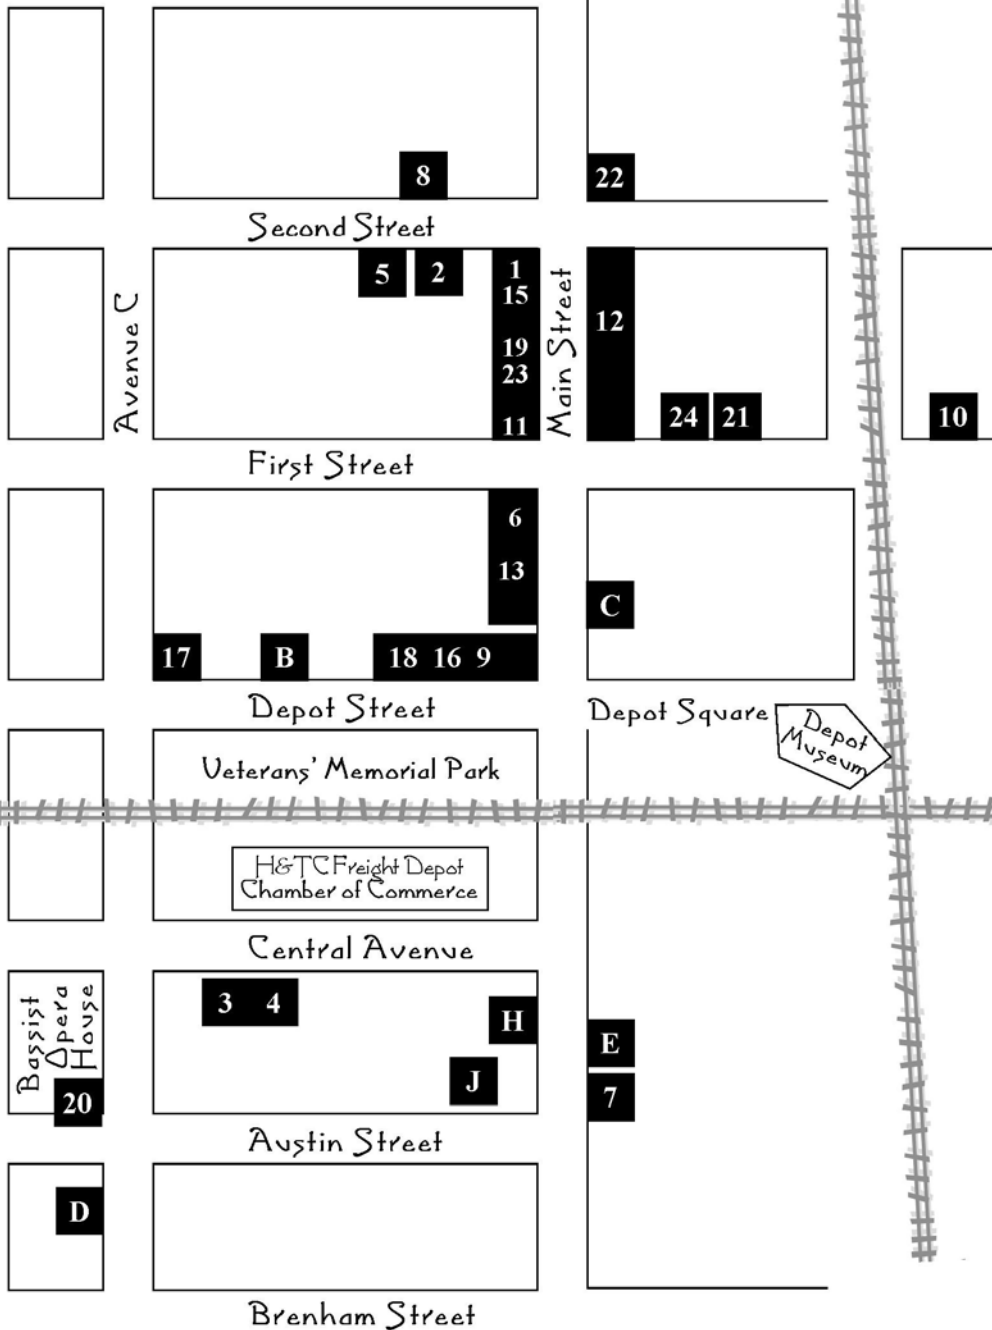 8
22
Second Street
Avenue C
5
2
1
15
19
23
11
Main Street
12
24
21
10
First Street
6
13
C
17
B
18 16 9
Depot Street
Depot Square
Depot
Museum
Veterans' Memorial Park
H&TC Freight Depot
Chamber of Commerce
Central Avenue
Bassist
Opera
House
20
3 4
H
J
E
7
Austin Street
D
Brenham Street